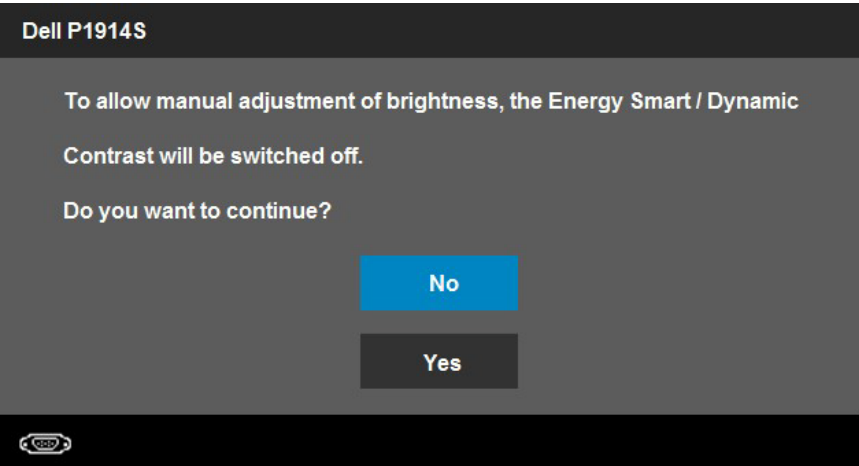 Dell P1914S
To allow manual adjustment of brightness, the Energy Smart / Dynamic
Contrast will be switched off.
Do you want to continue?
No
Yes